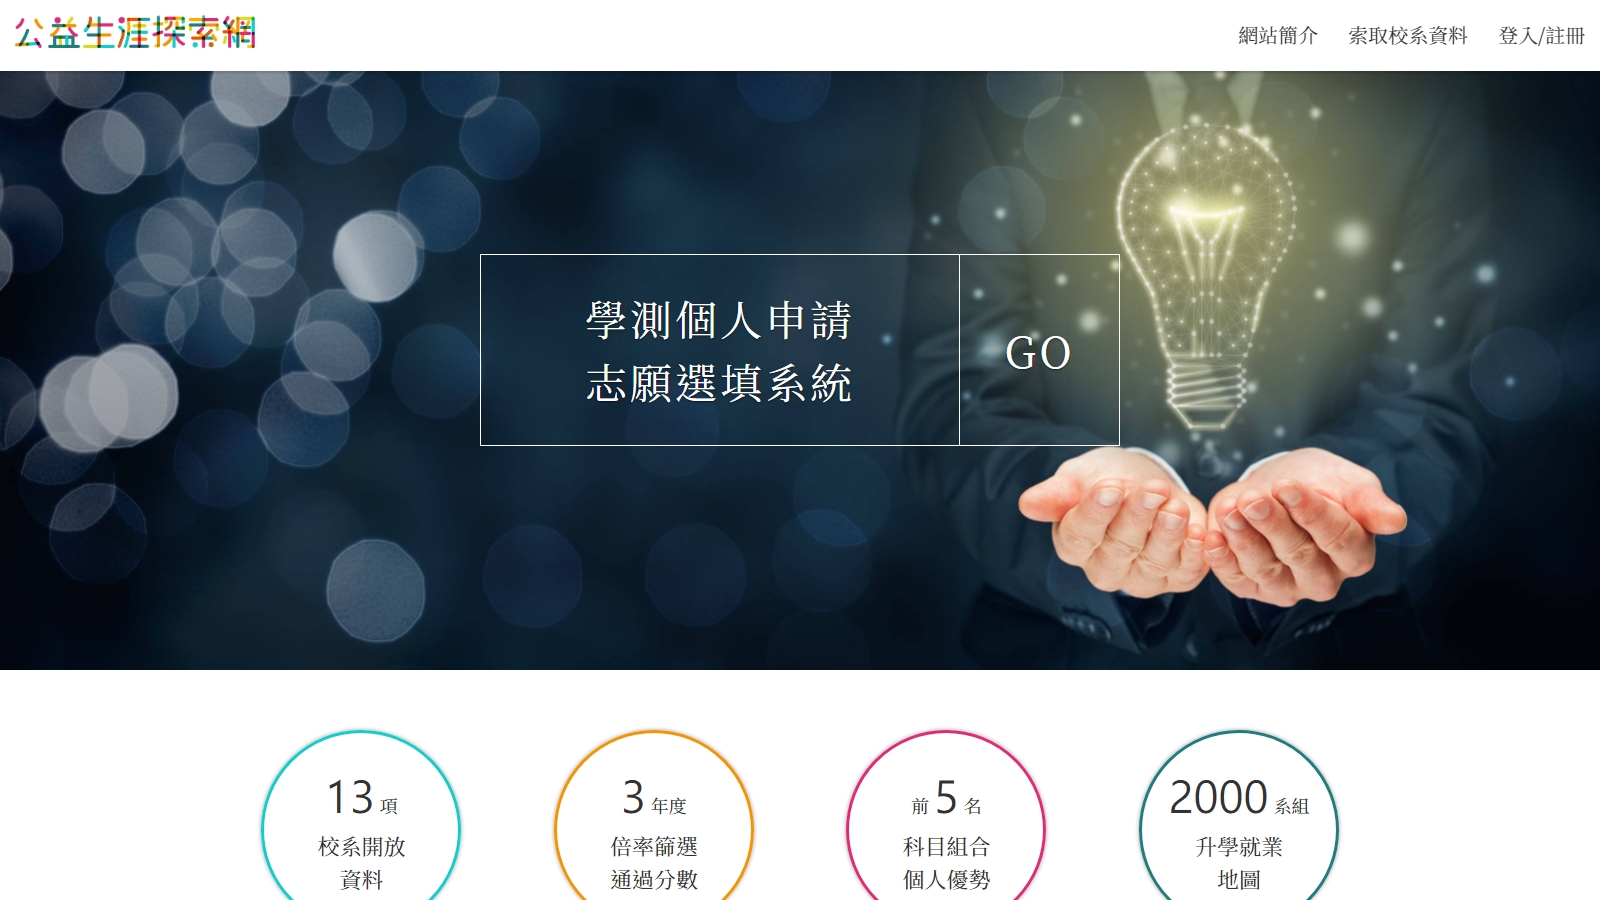 公益生涯探索網
網站簡介 索取校系資料 登入/註冊
學測個人申請
志願選填系統
GO
13 項
校系開放
資料
3 年度
倍率篩選
通過分數
前 5 名
科目組合
個人優勢
2000 系組
升學就業
地圖